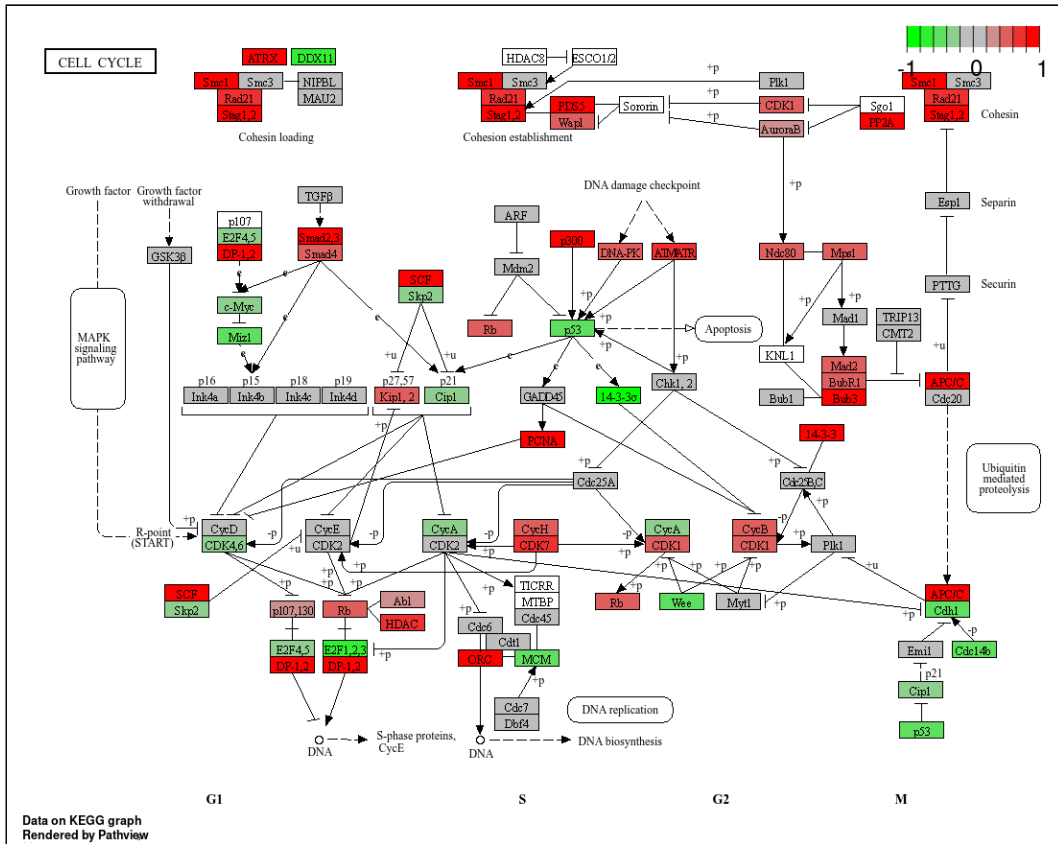 CELL CYCLE
ATRX DDX11
Smc1 Smc3 NIPBL
Rad21 MAU2
Stag1,2
Cohesin loading
HDAC8 ESCO1/2
Smc1 Smc3
Rad21 PDS5 Sororin
Stag1,2 Wapl
Cohesion establishment
+p
Plk1
+p
CDK1
+p
AuroraB
Sgo1
PP2A
-1 0 1
Smc1 Smc3
Rad21
Stag1,2
Cohesin
+p
Growth factor
Growth factor
withdrawal
GSK3β
MAPK
signaling
pathway
p107
E2F4,5
DP-1,2
TGFβ
Smad2,3
Smad4
e e
c-Myc
Miz1
e e e
SCF
Skp2
+u +u
ARF
Mdm2
Rb
p300
DNA damage checkpoint
DNA-PK ATM/ATR
+p +p
p53
+p +p
Apoptosis
e e e
Ndc80 Mps1
+p +p
Mad1
KNL1
Mad2
BubR1
Bub1 Bub3
TRIP13
CMT2
Esp1 Separin
PTTG Securin
+u
APC/C
Cdc20
p16 p15 p18 p19
Ink4a Ink4b Ink4c Ink4d
p27,57 p21
Kip1, 2 Cip1
GADD45 14-3-3σ
Chk1, 2
+p
PCNA
14-3-3
+p +p
Cdc25A Cdc25B,C
Ubiquitin
mediated
proteolysis
R-point
(START)
+p
CycD
CDK4,6
-p
+u
CycE
CDK2
-p
CycA
CDK2
-p
+p
CycH
CDK7
-p
CycA
CDK1
CycB
CDK1
-p
+p
+p
Plk1
+u
SCF
Skp2
+p +p +p +p
p107,130 Rb Abl
HDAC
E2F4,5 E2F1,2,3
DP-1,2 DP-1,2
+p
+p
+p
TICRR
MTBP
Cdc45
Cdc6 Cdt1
ORC MCM
+p
Cdc7
Dbf4
+p
Rb Wee Myt1
+p
+p
APC/C
Cdh1
-p
Emi1 Cdc14b
p21
Cip1
p53
DNA replication
DNA
S-phase proteins,
CycE
DNA
DNA biosynthesis
G1 S G2 M
Data on KEGG graph
Rendered by Pathview